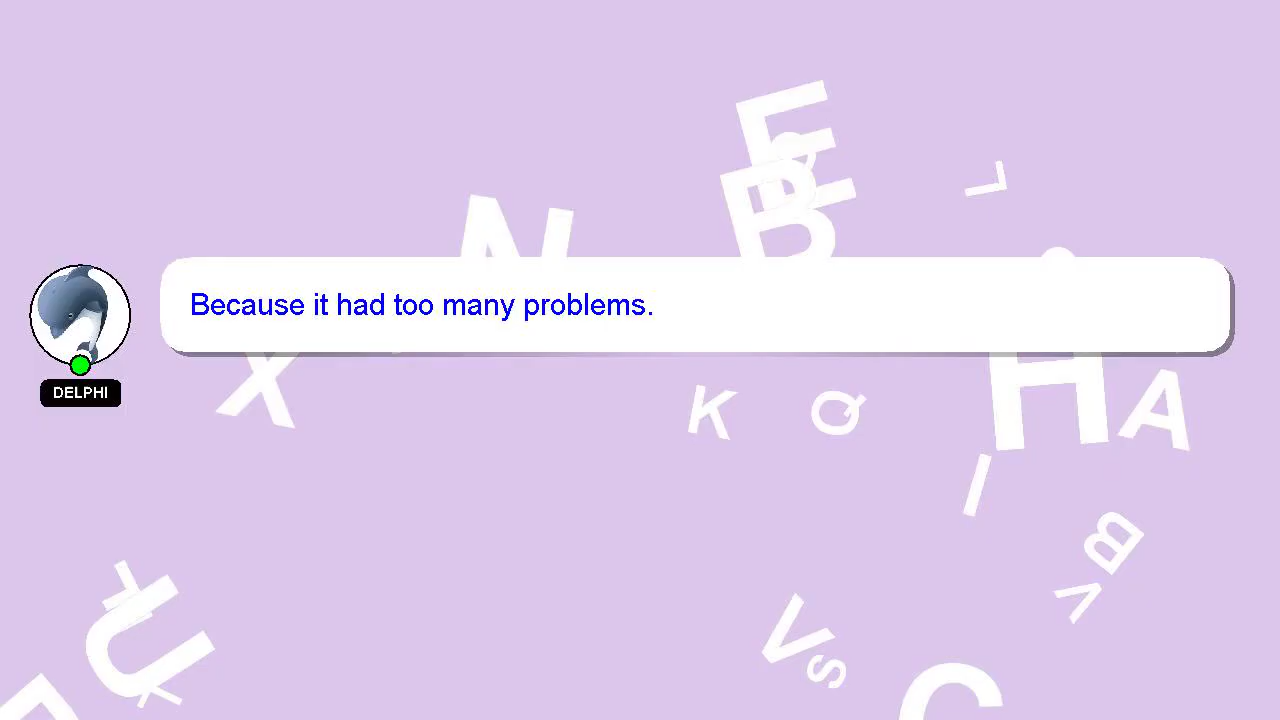 Because it had too many problems.
DELPHI
E
B
N
L
X
K
Q
H
A
I
B
V
V
S
U
C